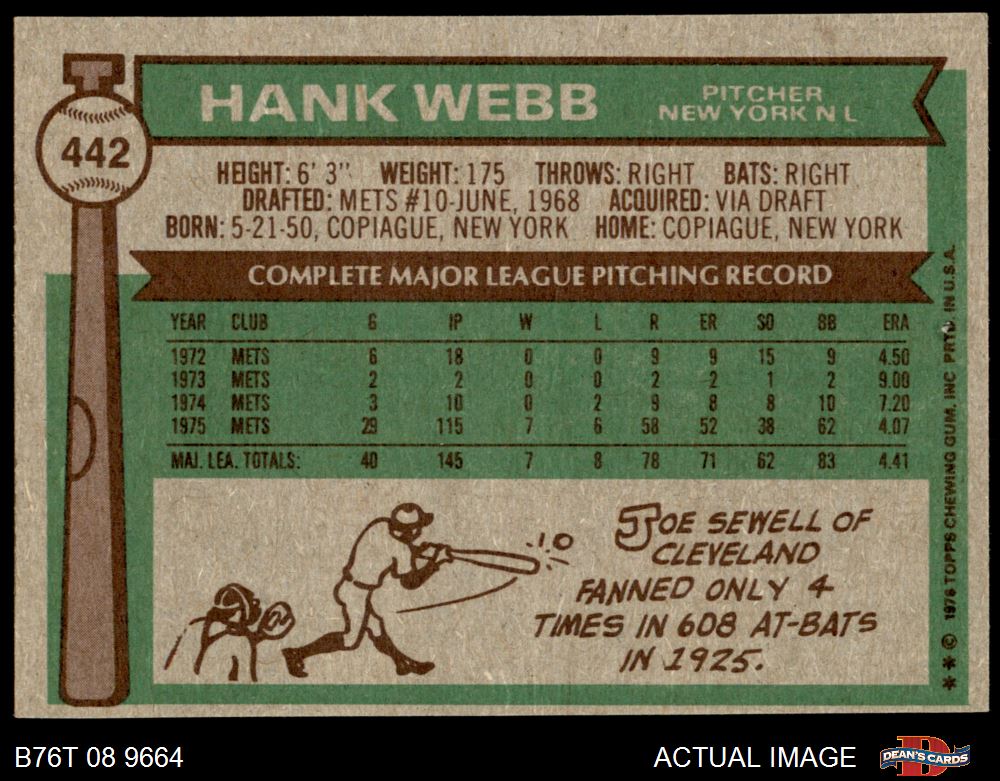 T
442
HANK WEBB
PITCHER
NEW YORK N L
HEIGHT: 6' 3" WEIGHT: 175 THROWS: RIGHT BATS: RIGHT
DRAFTED: METS #10-JUNE, 1968 ACQUIRED: VIA DRAFT
BORN: 5-21-50, COPIAGUE, NEW YORK HOME: COPIAGUE, NEW YORK
COMPLETE MAJOR LEAGUE PITCHING RECORD
YEAR CLUB G IP W L R ER SO BB ERA
1972 METS 6 18 0 0 9 9 15 9 4.50
1973 METS 2 2 0 0 2 2 1 2 9.00
1974 METS 3 10 0 2 9 8 8 10 7.20
1975 METS 29 115 7 6 58 52 38 62 4.07
MAJ. LEA. TOTALS: 40 145 7 8 78 71 62 83 4.41
JOE SEWELL OF
CLEVELAND
FANNED ONLY 4
TIMES IN 608 AT-BATS
IN 1925.
** © 1976 TOPPS CHEWING GUM, INC PRTD. IN U.S.A.
B76T 08 9664
ACTUAL IMAGE
D
DEAN'S CARDS